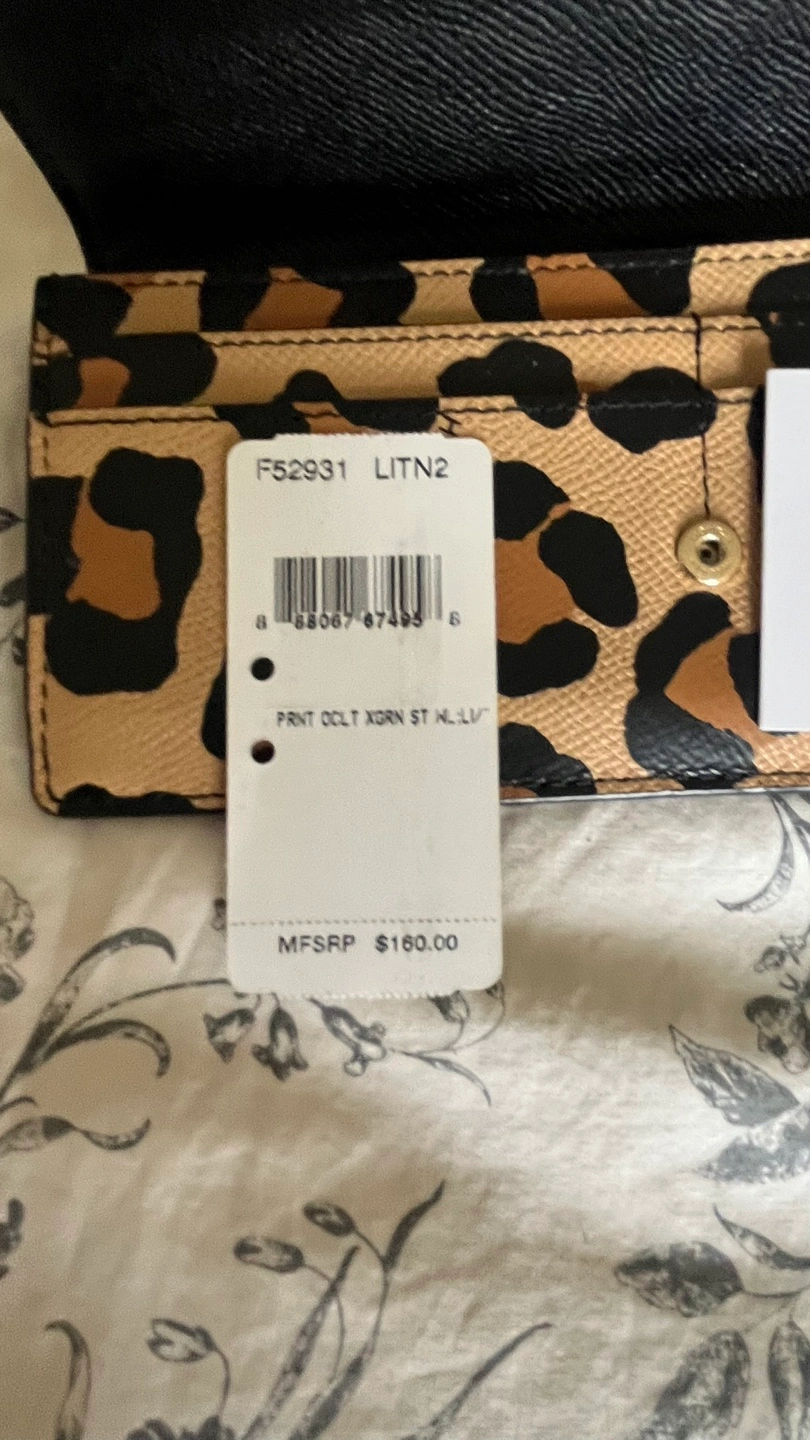 F52931 LITN2
8 88067 67495 8
PRNT OCLT XGRN ST WL:LI/
MFSRP $160.00